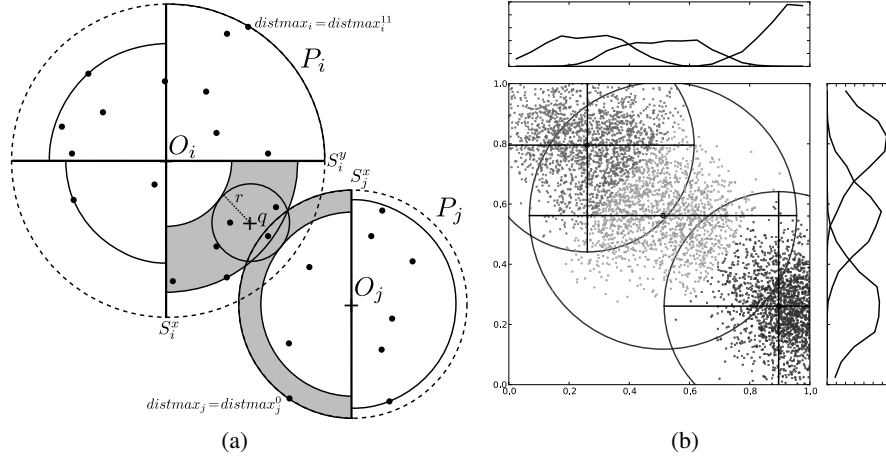 distmax_i = distmax_i^{11}
P_i
O_i
S_i^y
S_j^x
r
q
P_j
O_j
S_i^x
distmax_j = distmax_j^0
(a)
1.0
0.8
0.6
0.4
0.2
0.0
0,0 0,2 0,4 0,6 0,8 1,0
(b)